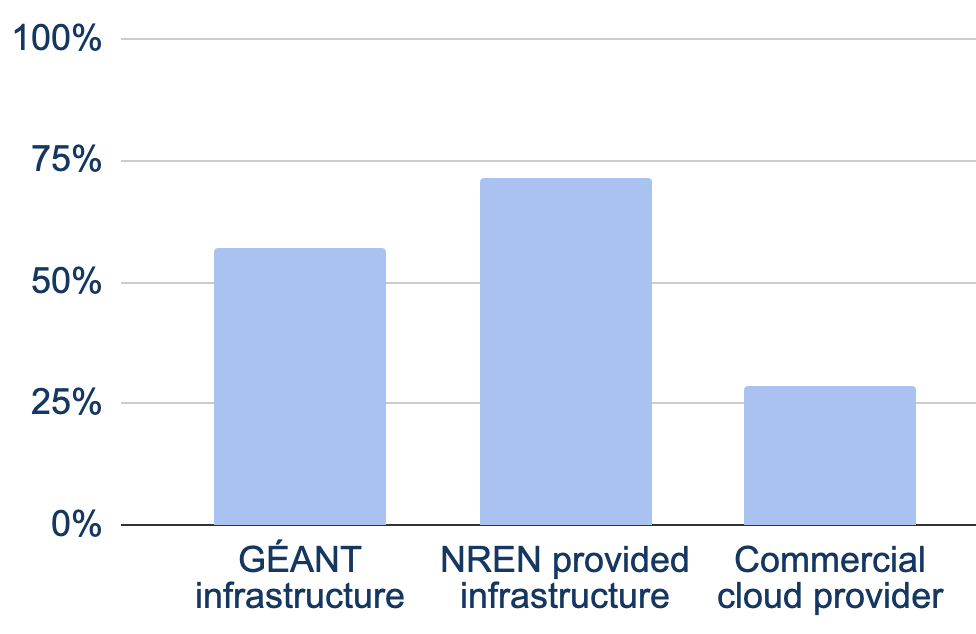 100%
75%
50%
25%
0%
GÉANT
infrastructure
NREN provided
infrastructure
Commercial
cloud provider